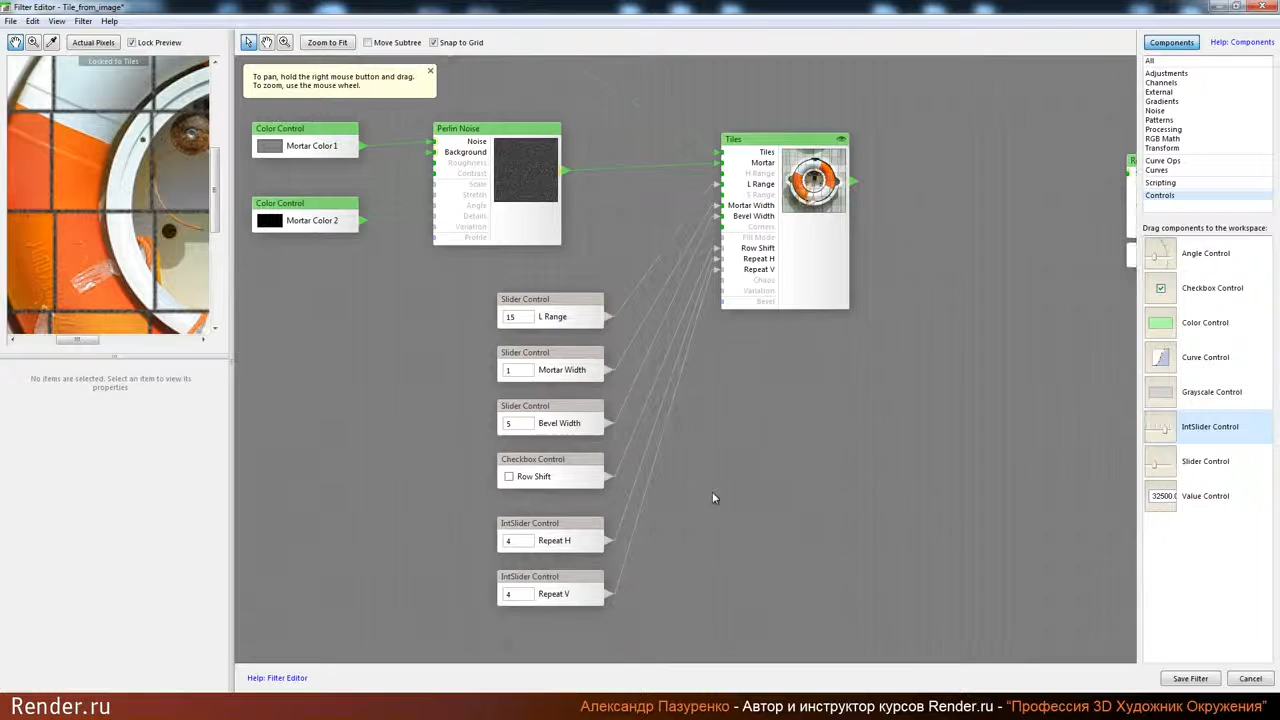 Filter Editor - Tile_from_image*
File Edit View Filter Help
Actual Pixels Lock Preview
Zoom to Fit Move Subtree Snap to Grid
Components Help: Components
Locked to Tiles
To pan, hold the right mouse button and drag.
To zoom, use the mouse wheel.
Color Control
Mortar Color 1
Color Control
Mortar Color 2
Perlin Noise
Noise
Background
Roughness
Contrast
Scale
Stretch
Angle
Details
Variation
Profile
Tiles
Tiles
Mortar
H Range
L Range
S Range
Mortar Width
Bevel Width
Corners
Fill Mode
Row Shift
Repeat H
Repeat V
Chaos
Variation
Bevel
Slider Control
15 L Range
Slider Control
1 Mortar Width
Slider Control
5 Bevel Width
Checkbox Control
Row Shift
IntSlider Control
4 Repeat H
IntSlider Control
4 Repeat V
No items are selected. Select an item to view its
properties
All
Adjustments
Channels
External
Gradients
Noise
Patterns
Processing
RGB Math
Transform
Curve Ops
Curves
Scripting
Controls
Drag components to the workspace:
Angle Control
Checkbox Control
Color Control
Curve Control
Grayscale Control
IntSlider Control
Slider Control
32500.0 Value Control
Help: Filter Editor
Save Filter Cancel
Render.ru
Александр Пазуренко - Автор и инструктор курсов Render.ru - “Профессия 3D Художник Окружения”